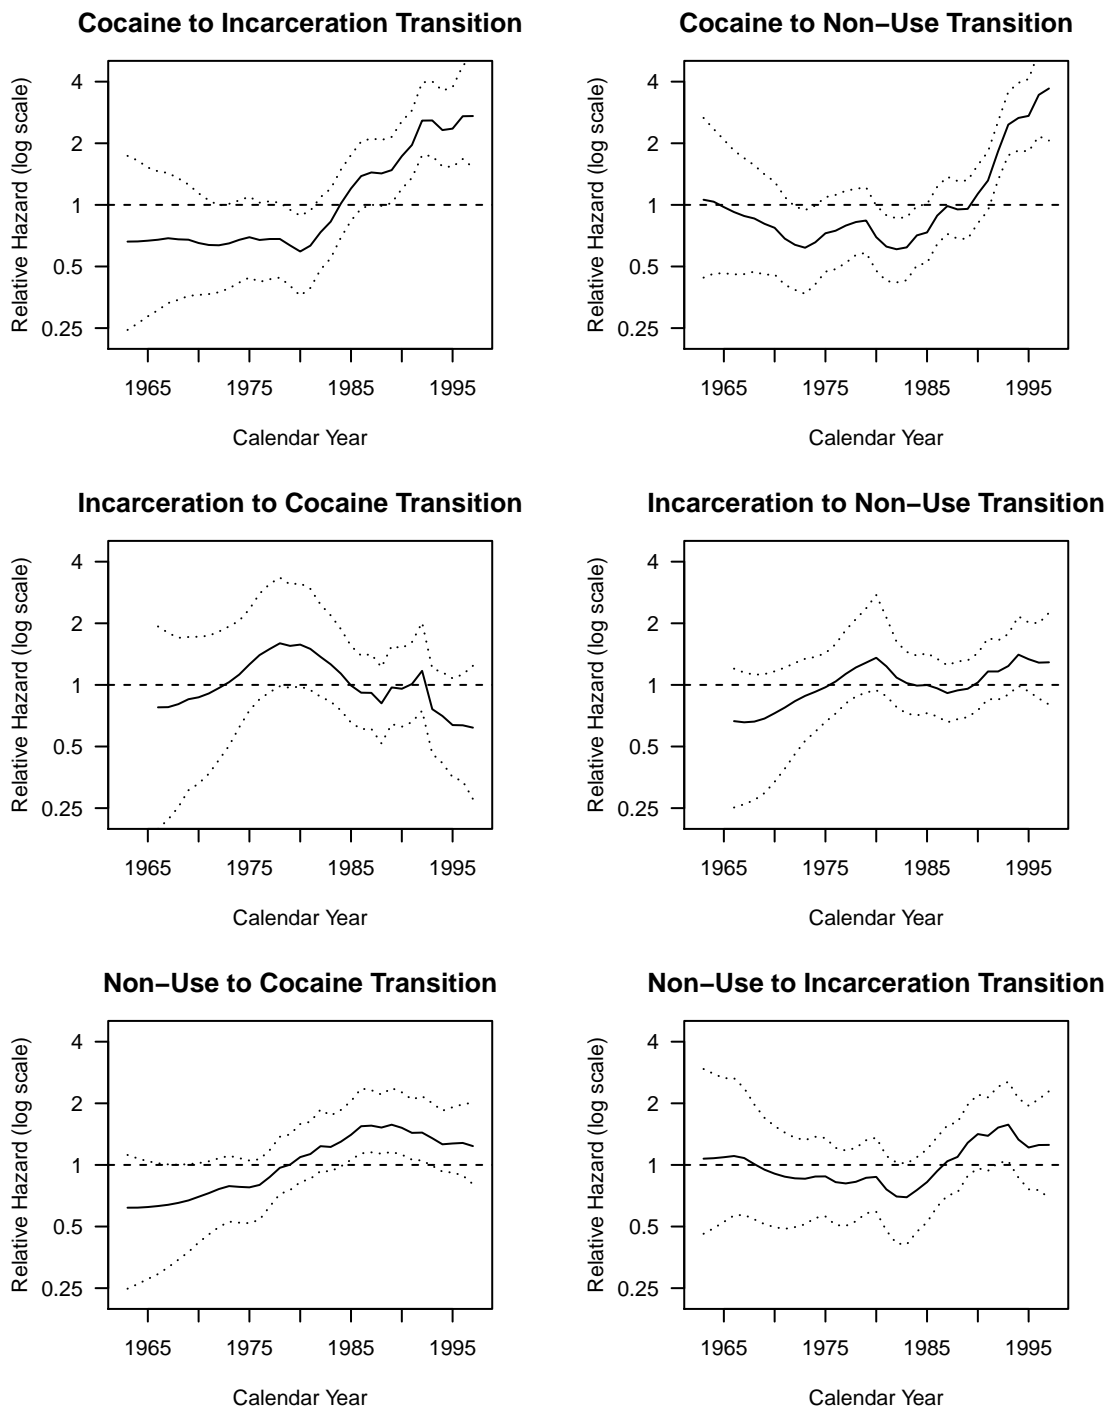 Cocaine to Incarceration Transition
Relative Hazard (log scale)
4
2
1
0.5
0.25
1965 1975 1985 1995
Calendar Year
Cocaine to Non−Use Transition
Relative Hazard (log scale)
4
2
1
0.5
0.25
1965 1975 1985 1995
Calendar Year
Incarceration to Cocaine Transition
Relative Hazard (log scale)
4
2
1
0.5
0.25
1965 1975 1985 1995
Calendar Year
Incarceration to Non−Use Transition
Relative Hazard (log scale)
4
2
1
0.5
0.25
1965 1975 1985 1995
Calendar Year
Non−Use to Cocaine Transition
Relative Hazard (log scale)
4
2
1
0.5
0.25
1965 1975 1985 1995
Calendar Year
Non−Use to Incarceration Transition
Relative Hazard (log scale)
4
2
1
0.5
0.25
1965 1975 1985 1995
Calendar Year